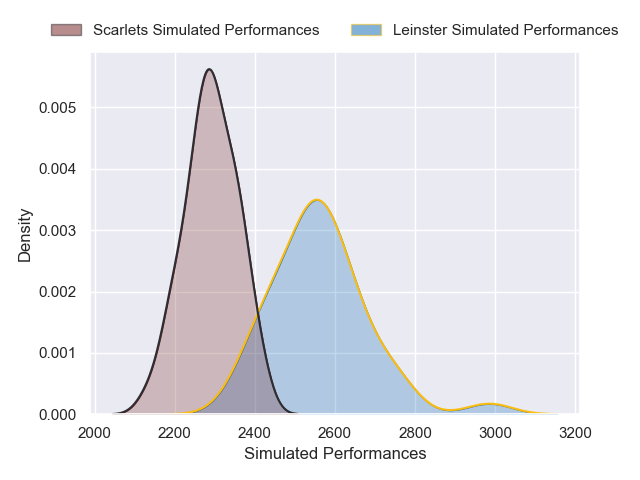 Scarlets Simulated Performances Leinster Simulated Performances
0.005
0.004
0.003
0.002
0.001
0.000
Density
2000 2200 2400 2600 2800 3000 3200
Simulated Performances